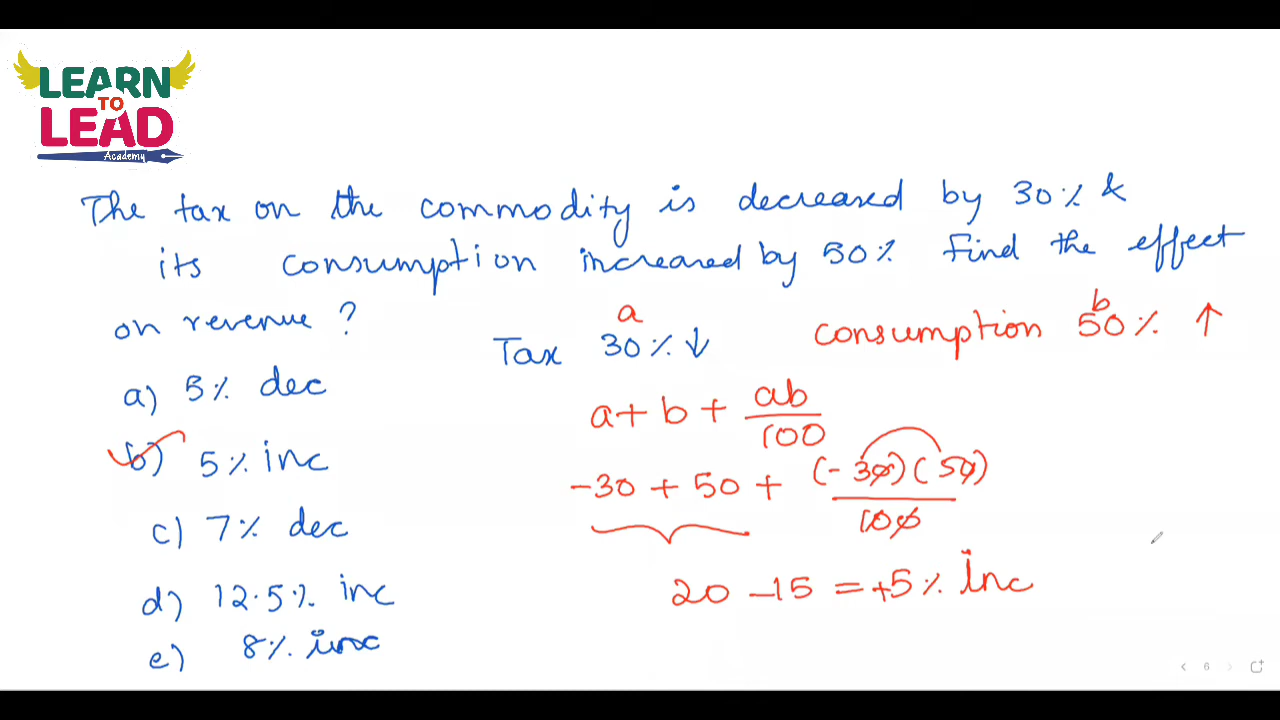 LEARN
TO
LEAD
Academy
The tax on the commodity is decreased by 30% &
its consumption increased by 50% Find the effect
on revenue ?
a
b
Tax 30% ↓
consumption 50% ↑
a) 5% dec
b) 5% inc
c) 7% dec
d) 12.5% inc
e) 8% inc
a + b + ab/100
-30 + 50 + (-30)(50)/100
20 - 15 = +5% inc
6